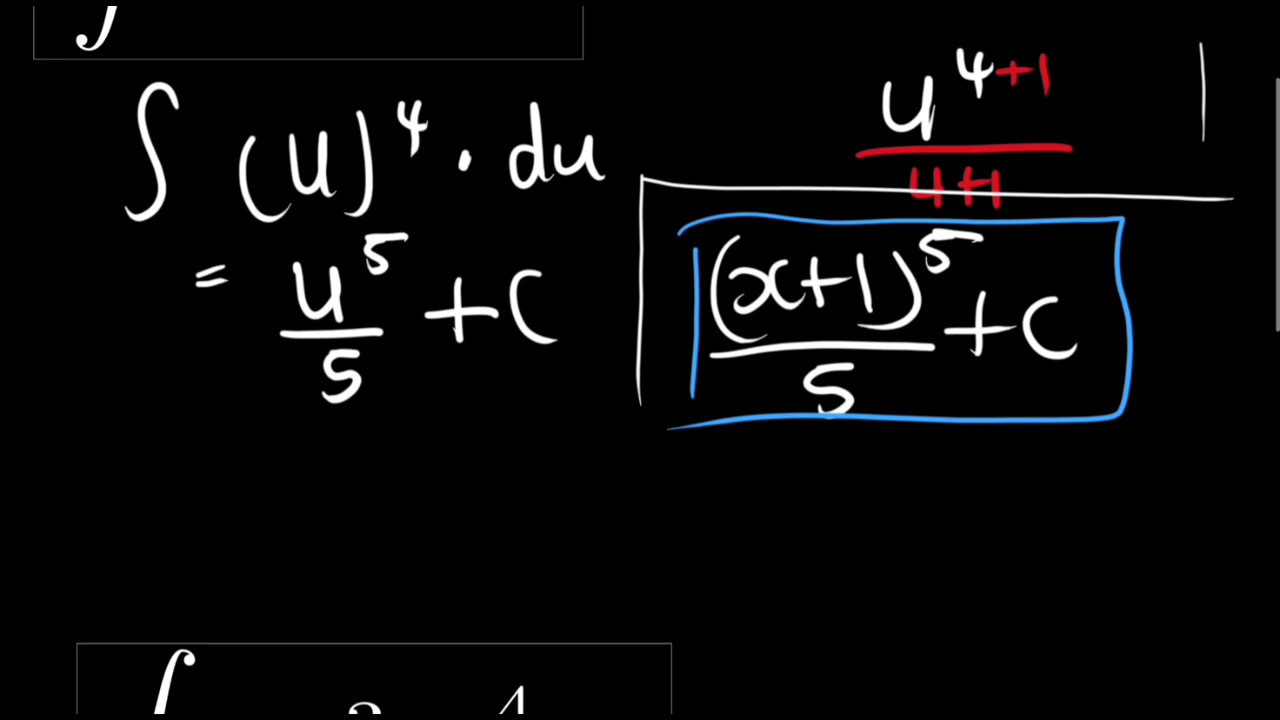 ∫
∫ (u)⁴ · du
= u⁵/5 + C
u⁴⁺¹/4+1
(x+1)⁵/5 + C
∫